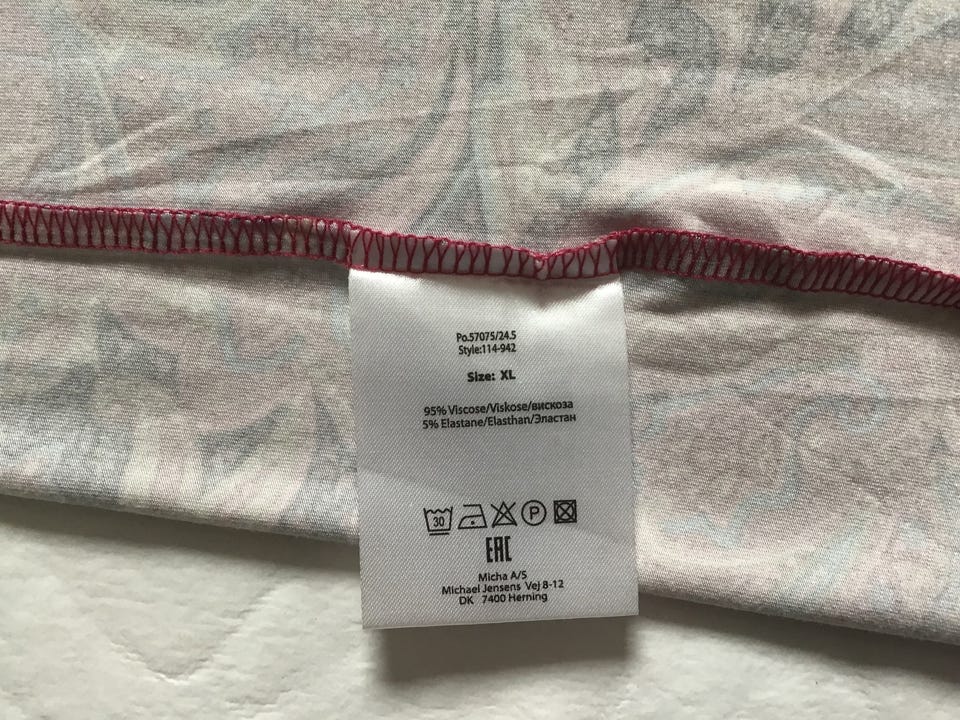 Po.57075/24.5
Style:114-942
Size: XL
95% Viscose/Viskose/вискоза
5% Elastane/Elasthan/Эластан
30 P
EAC
Micha A/S
Michael Jensens Vej 8-12
DK 7400 Herning